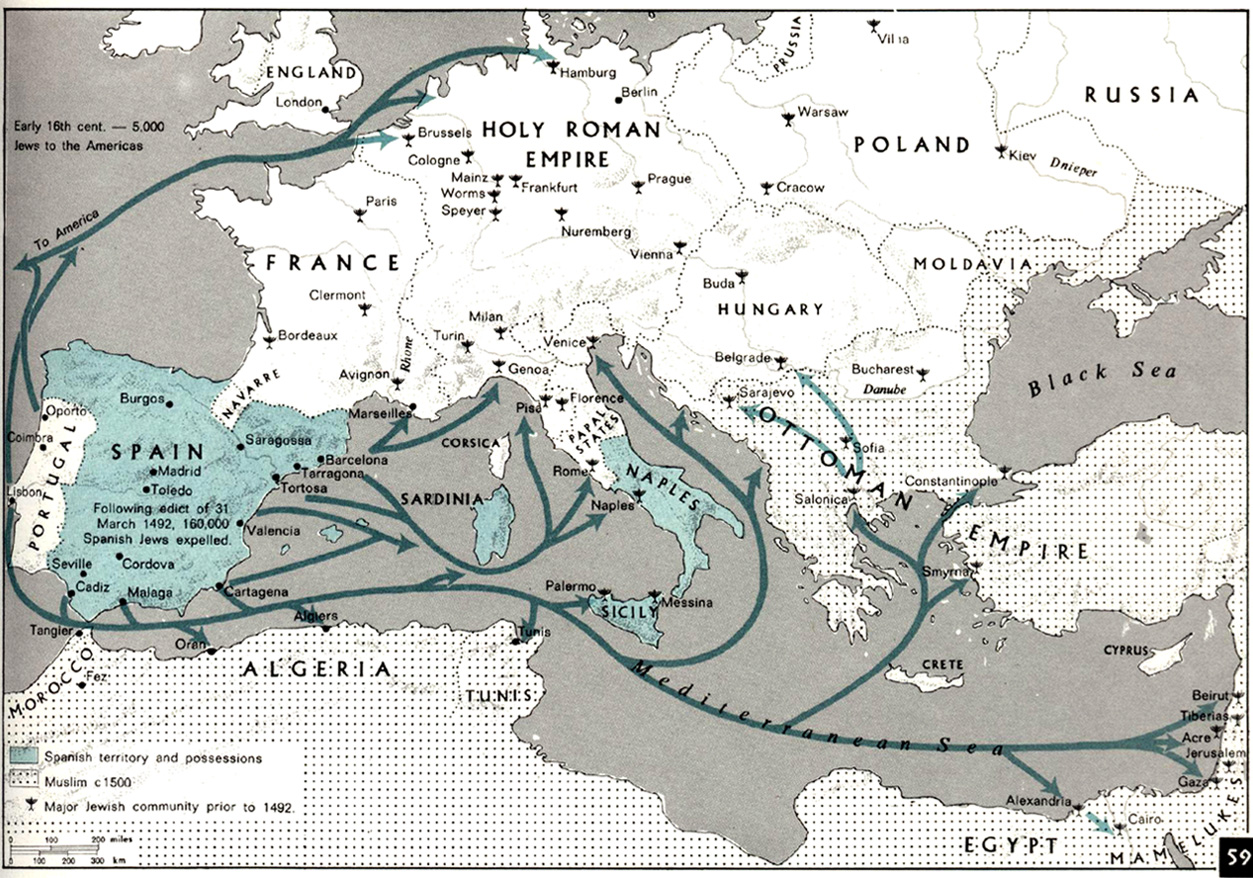 ENGLAND
London
Early 16th cent. — 5,000
Jews to the Americas
To America
Hamburg
Berlin
PRUSSIA
Vil
RUSSIA
Warsaw
POLAND
Kiev
Dnieper
Cracow
Brussels
HOLY ROMAN
EMPIRE
Cologne
Mainz
Frankfurt
Worms
Speyer
Prague
Nuremberg
Vienna
Paris
FRANCE
Clermont
Bordeaux
Avignon
Rhone
Marseilles
NAVARRE
Milan
Turin
Venice
Genoa
Pisa
Florence
PAPAL
STATES
CORSICA
Rome
NAPLES
Naples
SARDINIA
Palermo
Messina
SICILY
Buda
HUNGARY
MOLDAVIA
Belgrade
Bucharest
Danube
Black Sea
Sarajevo
OTTOMAN
EMPIRE
Sofia
Salonica
Constantinople
Smyrna
CRETE
CYPRUS
Burgos
Oporto
Coimbra
Lisbon
PORTUGAL
SPAIN
Saragossa
Madrid
Barcelona
Tarragona
Toledo
Tortosa
Following edict of 31
March 1492, 160,000
Spanish Jews expelled.
Valencia
Seville
Cordova
Cadiz
Malaga
Cartagena
Tangier
Oran
Algiers
Tunis
MOROCCO
Fez
ALGERIA
TUNIS
Mediterranean Sea
Beirut
Tiberias
Acre
Jerusalem
Gaza
Alexandria
Cairo
EGYPT
MAMELUKES
Spanish territory and possessions
Muslim c1500
Major Jewish community prior to 1492.
0 100 200 miles
0 100 200 300 km
59